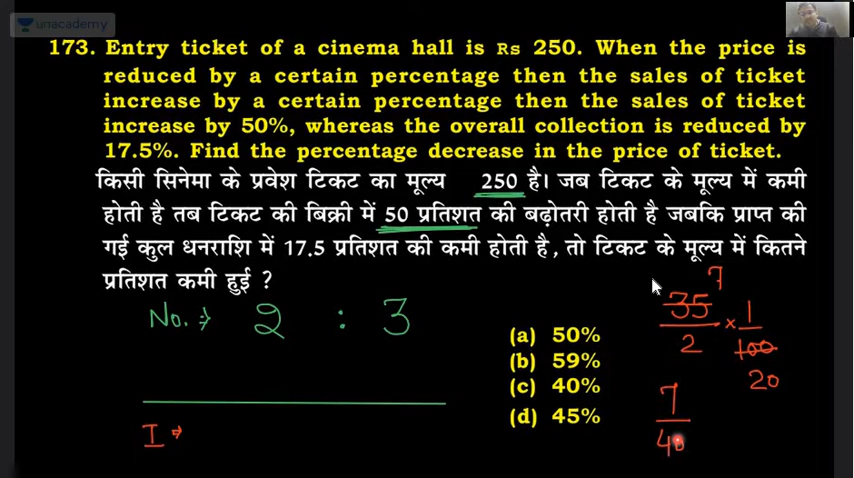 unacademy
173. Entry ticket of a cinema hall is Rs 250. When the price is
reduced by a certain percentage then the sales of ticket
increase by a certain percentage then the sales of ticket
increase by 50%, whereas the overall collection is reduced by
17.5%. Find the percentage decrease in the price of ticket.
किसी सिनेमा के प्रवेश टिकट का मूल्य 250 है। जब टिकट के मूल्य में कमी
होती है तब टिकट की बिक्री में 50 प्रतिशत की बढ़ोतरी होती है जबकि प्राप्त की
गई कुल धनराशि में 17.5 प्रतिशत की कमी होती है, तो टिकट के मूल्य में कितने
प्रतिशत कमी हुई ?
No. ⇒ 2 : 3
I ⇒
(a) 50%
(b) 59%
(c) 40%
(d) 45%
7
35/2 × 1/100
20
7/40